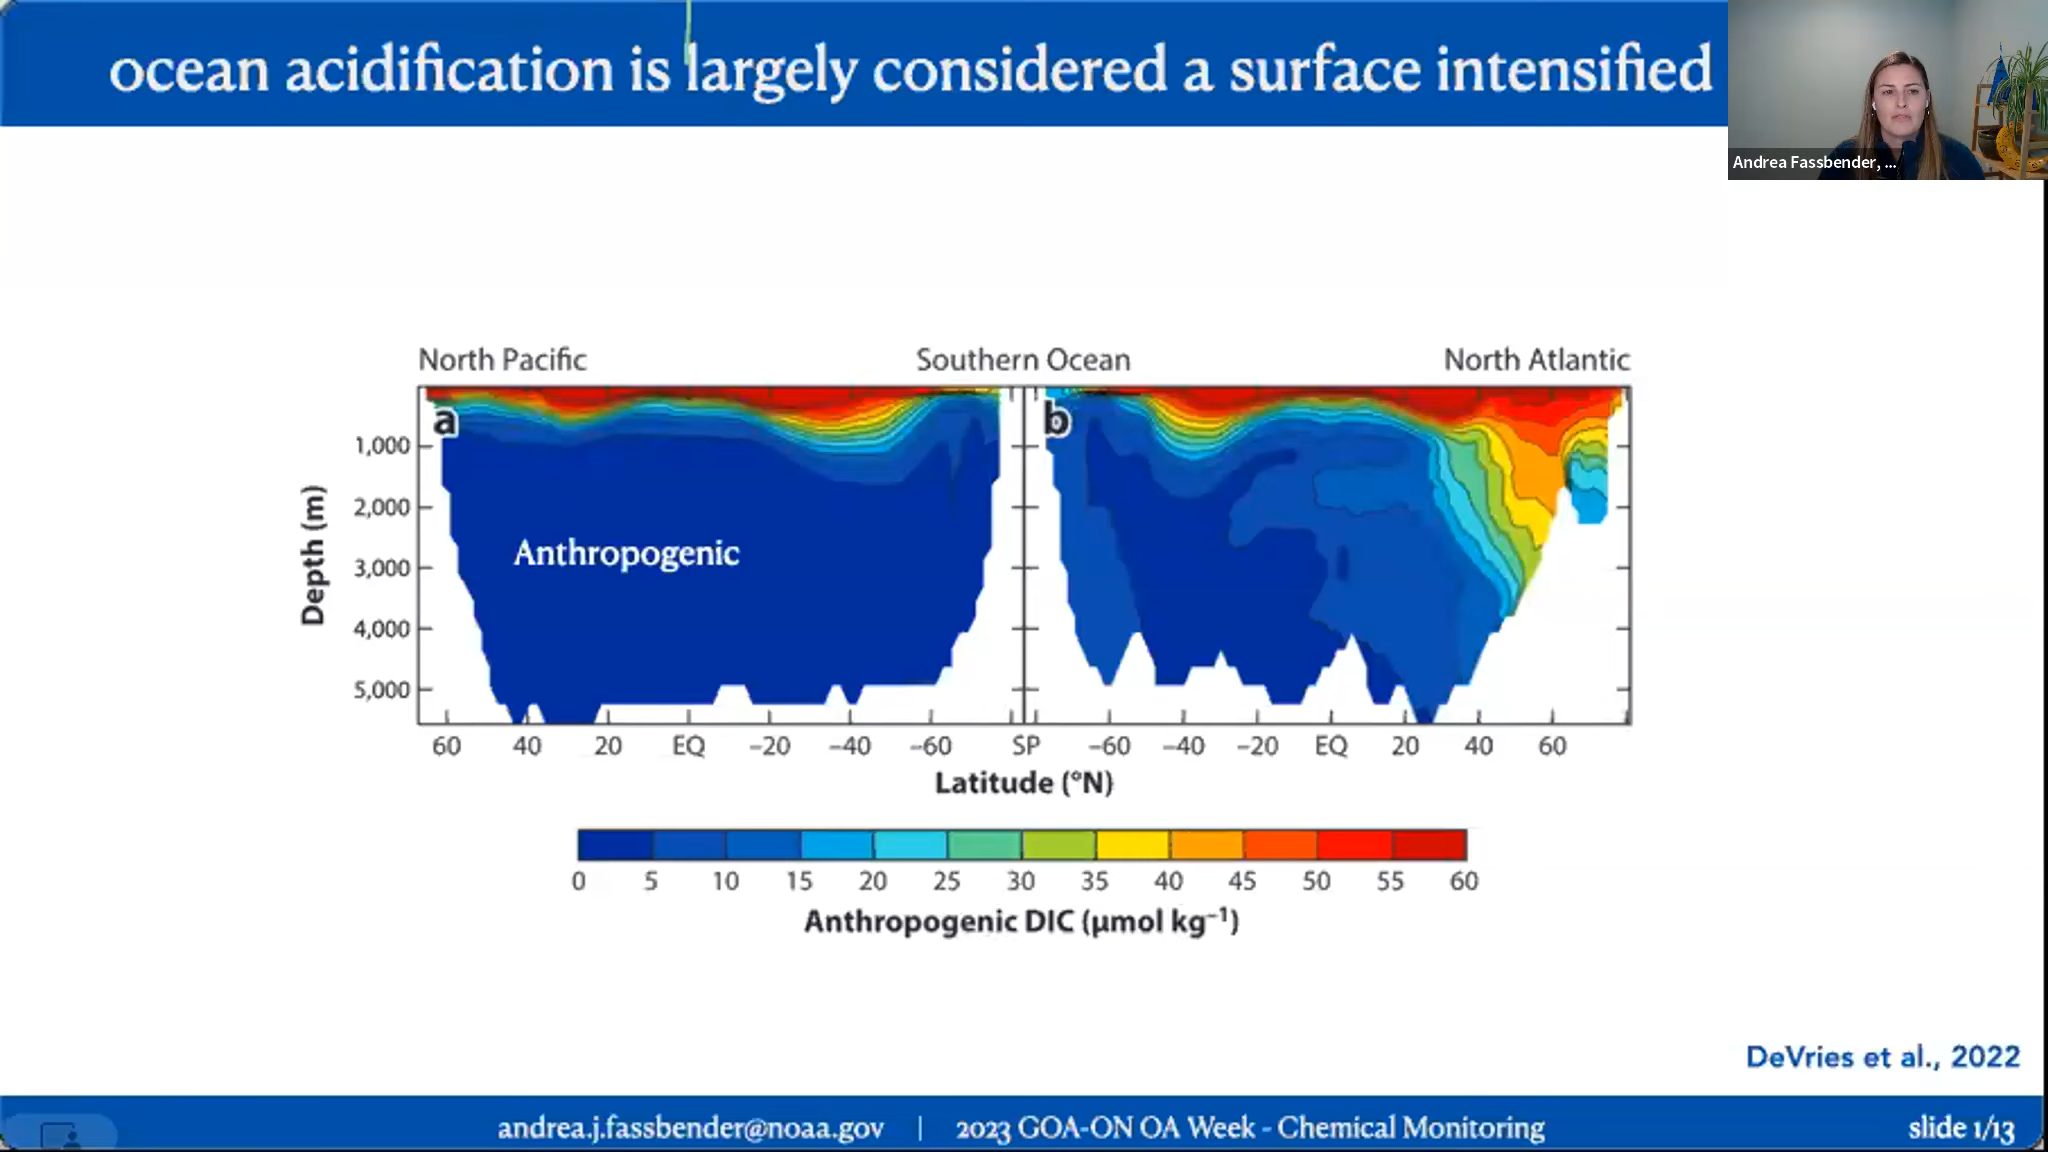 ocean acidification is largely considered a surface intensified
Andrea Fassbender, ...
North Pacific Southern Ocean North Atlantic
a b
Depth (m)
1,000
2,000
3,000
4,000
5,000
Anthropogenic
60 40 20 EQ −20 −40 −60 SP −60 −40 −20 EQ 20 40 60
Latitude (°N)
0 5 10 15 20 25 30 35 40 45 50 55 60
Anthropogenic DIC (µmol kg⁻¹)
DeVries et al., 2022
andrea.j.fassbender@noaa.gov | 2023 GOA-ON OA Week - Chemical Monitoring slide 1/13